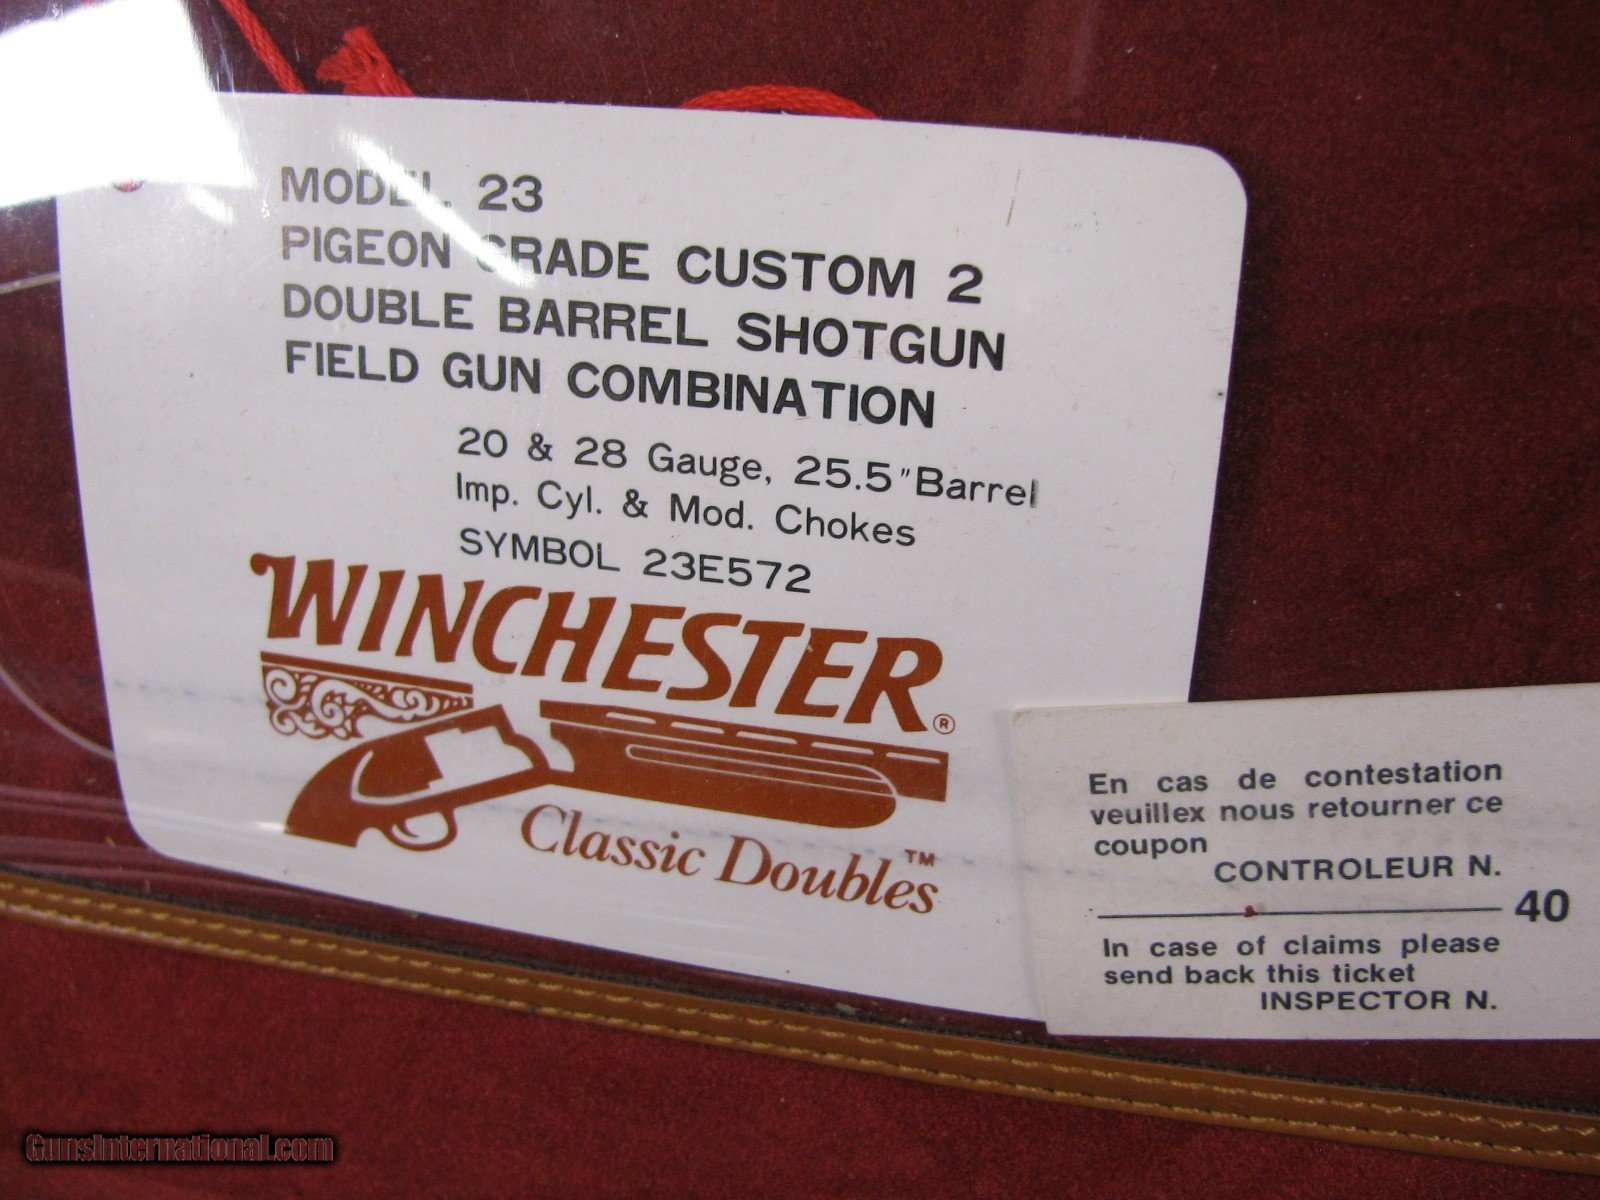 MODEL 23
PIGEON GRADE CUSTOM 2
DOUBLE BARREL SHOTGUN
FIELD GUN COMBINATION
20 & 28 Gauge, 25.5" Barrel
Imp. Cyl. & Mod. Chokes
SYMBOL 23E572
WINCHESTER®
Classic Doubles™
En cas de contestation
veuillex nous retourner ce
coupon
CONTROLEUR N.
40
In case of claims please
send back this ticket
INSPECTOR N.
GunsInternational.com